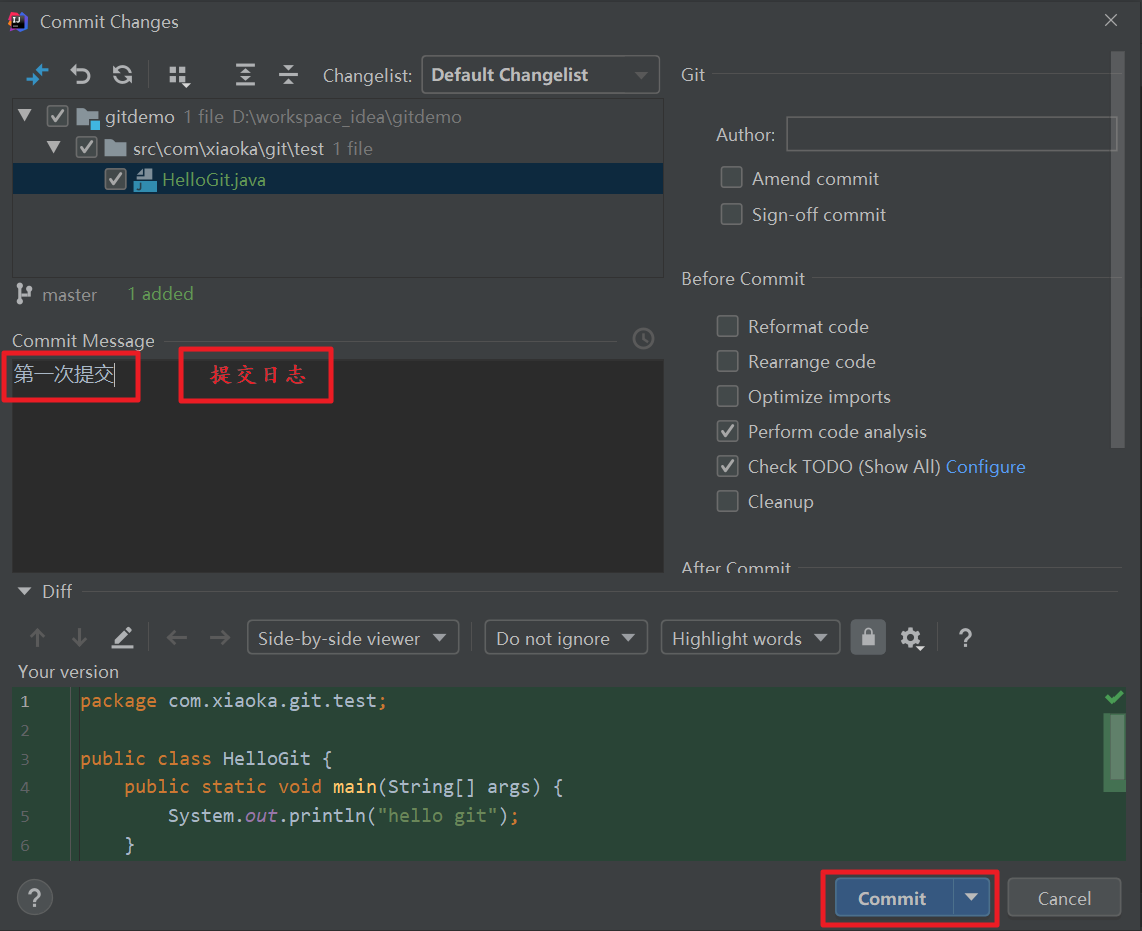 Commit Changes
Changelist: Default Changelist
gitdemo 1 file D:\workspace_idea\gitdemo
src\com\xiaoka\git\test 1 file
HelloGit.java
master 1 added
Commit Message
第一次提交
提交日志
Git
Author:
Amend commit
Sign-off commit
Before Commit
Reformat code
Rearrange code
Optimize imports
Perform code analysis
Check TODO (Show All) Configure
Cleanup
After Commit
Diff
Side-by-side viewer Do not ignore Highlight words ?
Your version
1 package com.xiaoka.git.test;
2
3 public class HelloGit {
4 public static void main(String[] args) {
5 System.out.println("hello git");
6 }
? Commit Cancel